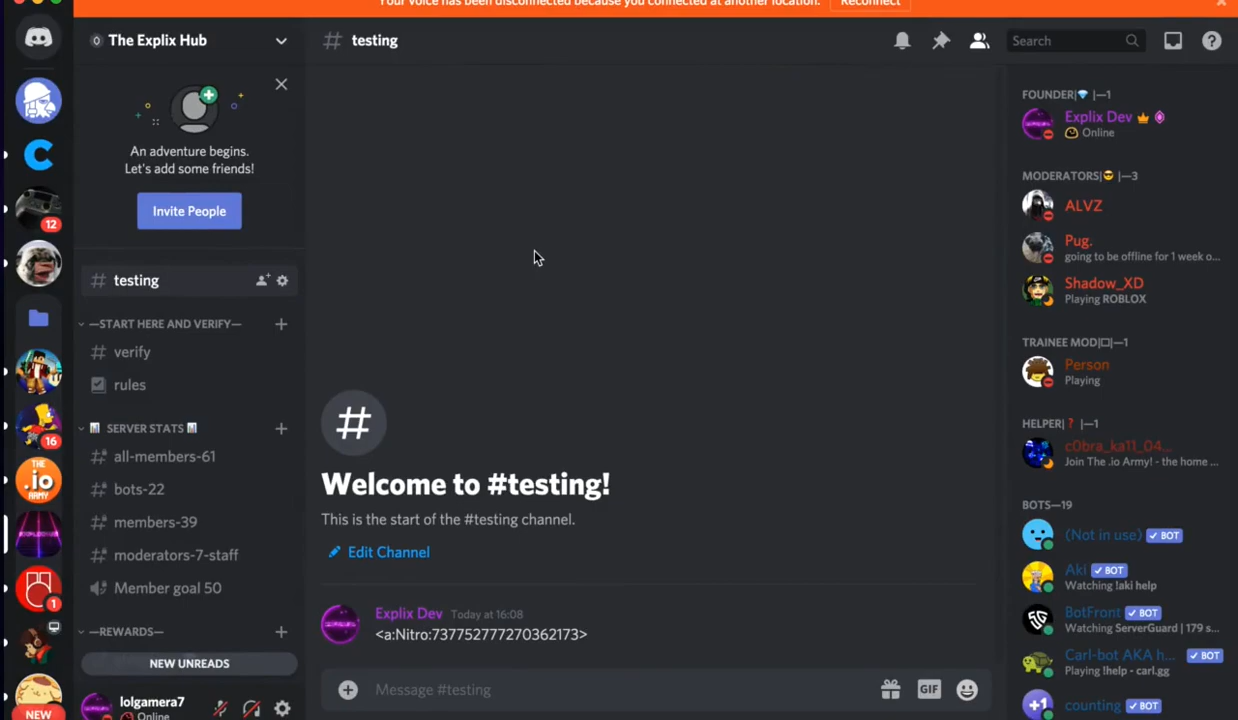 Your voice has been disconnected because you connected at another location.
Reconnect
The Explix Hub
testing
Search
An adventure begins.
Let's add some friends!
Invite People
testing
—START HERE AND VERIFY—
verify
rules
📊 SERVER STATS 📊
all-members-61
bots-22
members-39
moderators-7-staff
Member goal 50
—REWARDS—
NEW UNREADS
lolgamera7
Online
12
16
THE .io ARMY
1
NEW
Welcome to #testing!
This is the start of the #testing channel.
Edit Channel
Explix Dev Today at 16:08
<a:Nitro:737752777270362173>
Message #testing
GIF
FOUNDER|💎 |—1
Explix Dev
Online
MODERATORS|😎 |—3
ALVZ
Pug.
going to be offline for 1 week o...
Shadow_XD
Playing ROBLOX
TRAINEE MOD|□|—1
Person
Playing
HELPER|❓ |—1
c0bra_ka11_04...
Join The .io Army! - the home ...
BOTS—19
(Not in use) ✓ BOT
Aki ✓ BOT
Watching !aki help
BotFront ✓ BOT
Watching ServerGuard | 179 s...
Carl-bot AKA h... ✓ BOT
Playing !help - carl.gg
counting ✓ BOT
+1